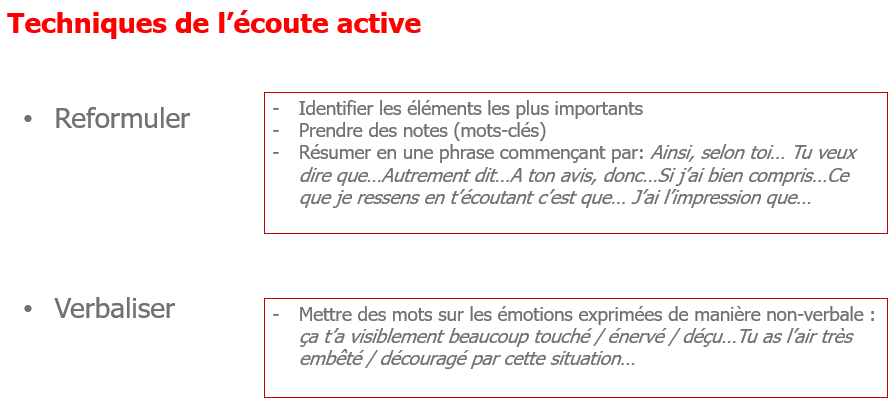 Techniques de l’écoute active
• Reformuler
- Identifier les éléments les plus importants
- Prendre des notes (mots-clés)
- Résumer en une phrase commençant par: Ainsi, selon toi… Tu veux
dire que…Autrement dit…A ton avis, donc…Si j’ai bien compris…Ce
que je ressens en t’écoutant c’est que… J’ai l’impression que…
• Verbaliser
- Mettre des mots sur les émotions exprimées de manière non-verbale :
ça t’a visiblement beaucoup touché / énervé / déçu…Tu as l’air très
embêté / découragé par cette situation…